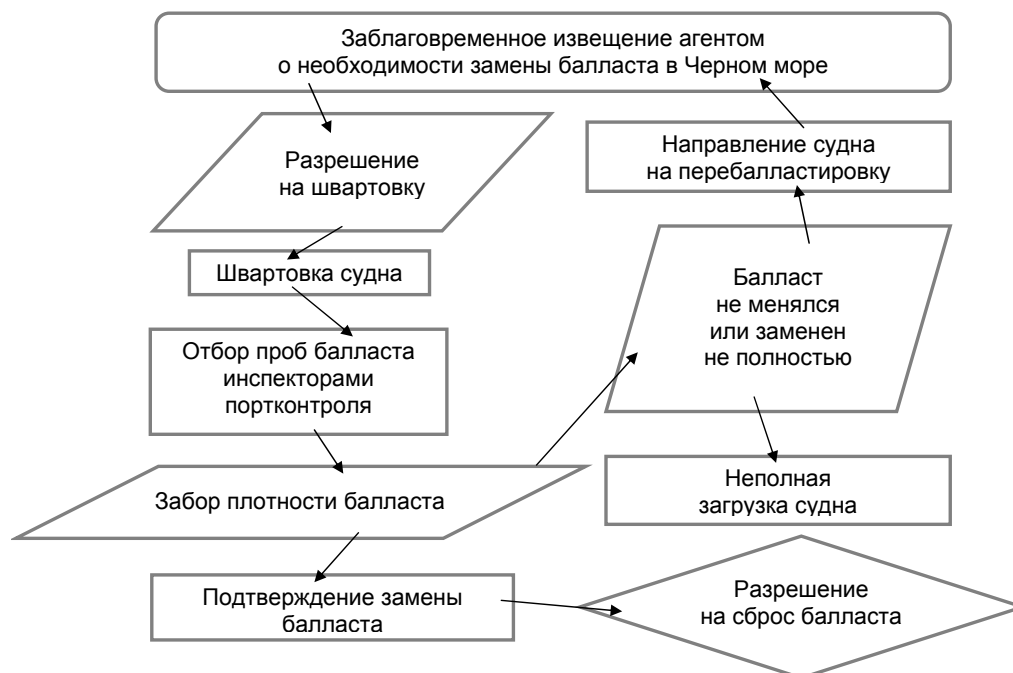 Заблаговременное извещение агентом
о необходимости замены балласта в Черном море
Разрешение
на швартовку
Швартовка судна
Отбор проб балласта
инспекторами
портконтроля
Забор плотности балласта
Подтверждение замены
балласта
Направление судна
на перебалластировку
Балласт
не менялся
или заменен
не полностью
Неполная
загрузка судна
Разрешение
на сброс балласта